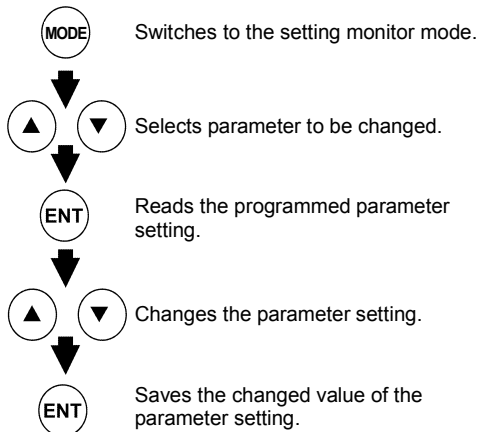 MODE Switches to the setting monitor mode.
▲ ▼ Selects parameter to be changed.
ENT Reads the programmed parameter
setting.
▲ ▼ Changes the parameter setting.
ENT Saves the changed value of the
parameter setting.